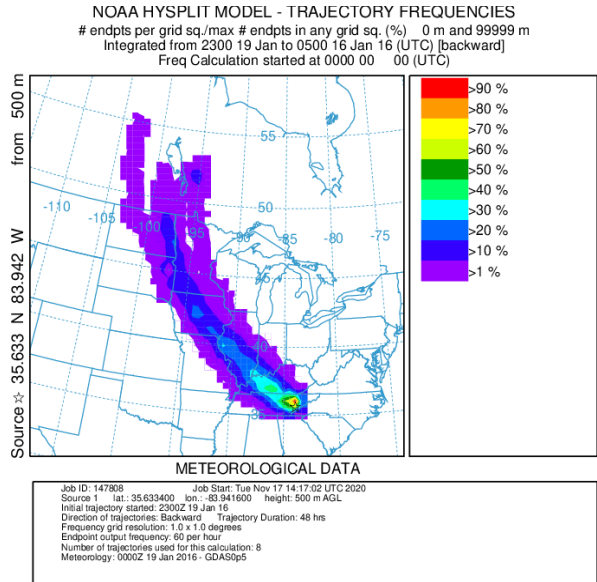 NOAA HYSPLIT MODEL - TRAJECTORY FREQUENCIES
# endpts per grid sq./max # endpts in any grid sq. (%) 0 m and 99999 m
Integrated from 2300 19 Jan to 0500 16 Jan 16 (UTC) [backward]
Freq Calculation started at 0000 00 00 (UTC)
Source ☆ 35.633 N 83.942 W from 500 m
55
50
-110
-105
100
-95
-90
-85
-80
-75
45
40
>90 %
>80 %
>70 %
>60 %
>50 %
>40 %
>30 %
>20 %
>10 %
>1 %
METEOROLOGICAL DATA
Job ID: 147808 Job Start: Tue Nov 17 14:17:02 UTC 2020
Source 1 lat.: 35.633400 lon.: -83.941600 height: 500 m AGL
Initial trajectory started: 2300Z 19 Jan 16
Direction of trajectories: Backward Trajectory Duration: 48 hrs
Frequency grid resolution: 1.0 x 1.0 degrees
Endpoint output frequency: 60 per hour
Number of trajectories used for this calculation: 8
Meteorology: 0000Z 19 Jan 2016 - GDAS0p5